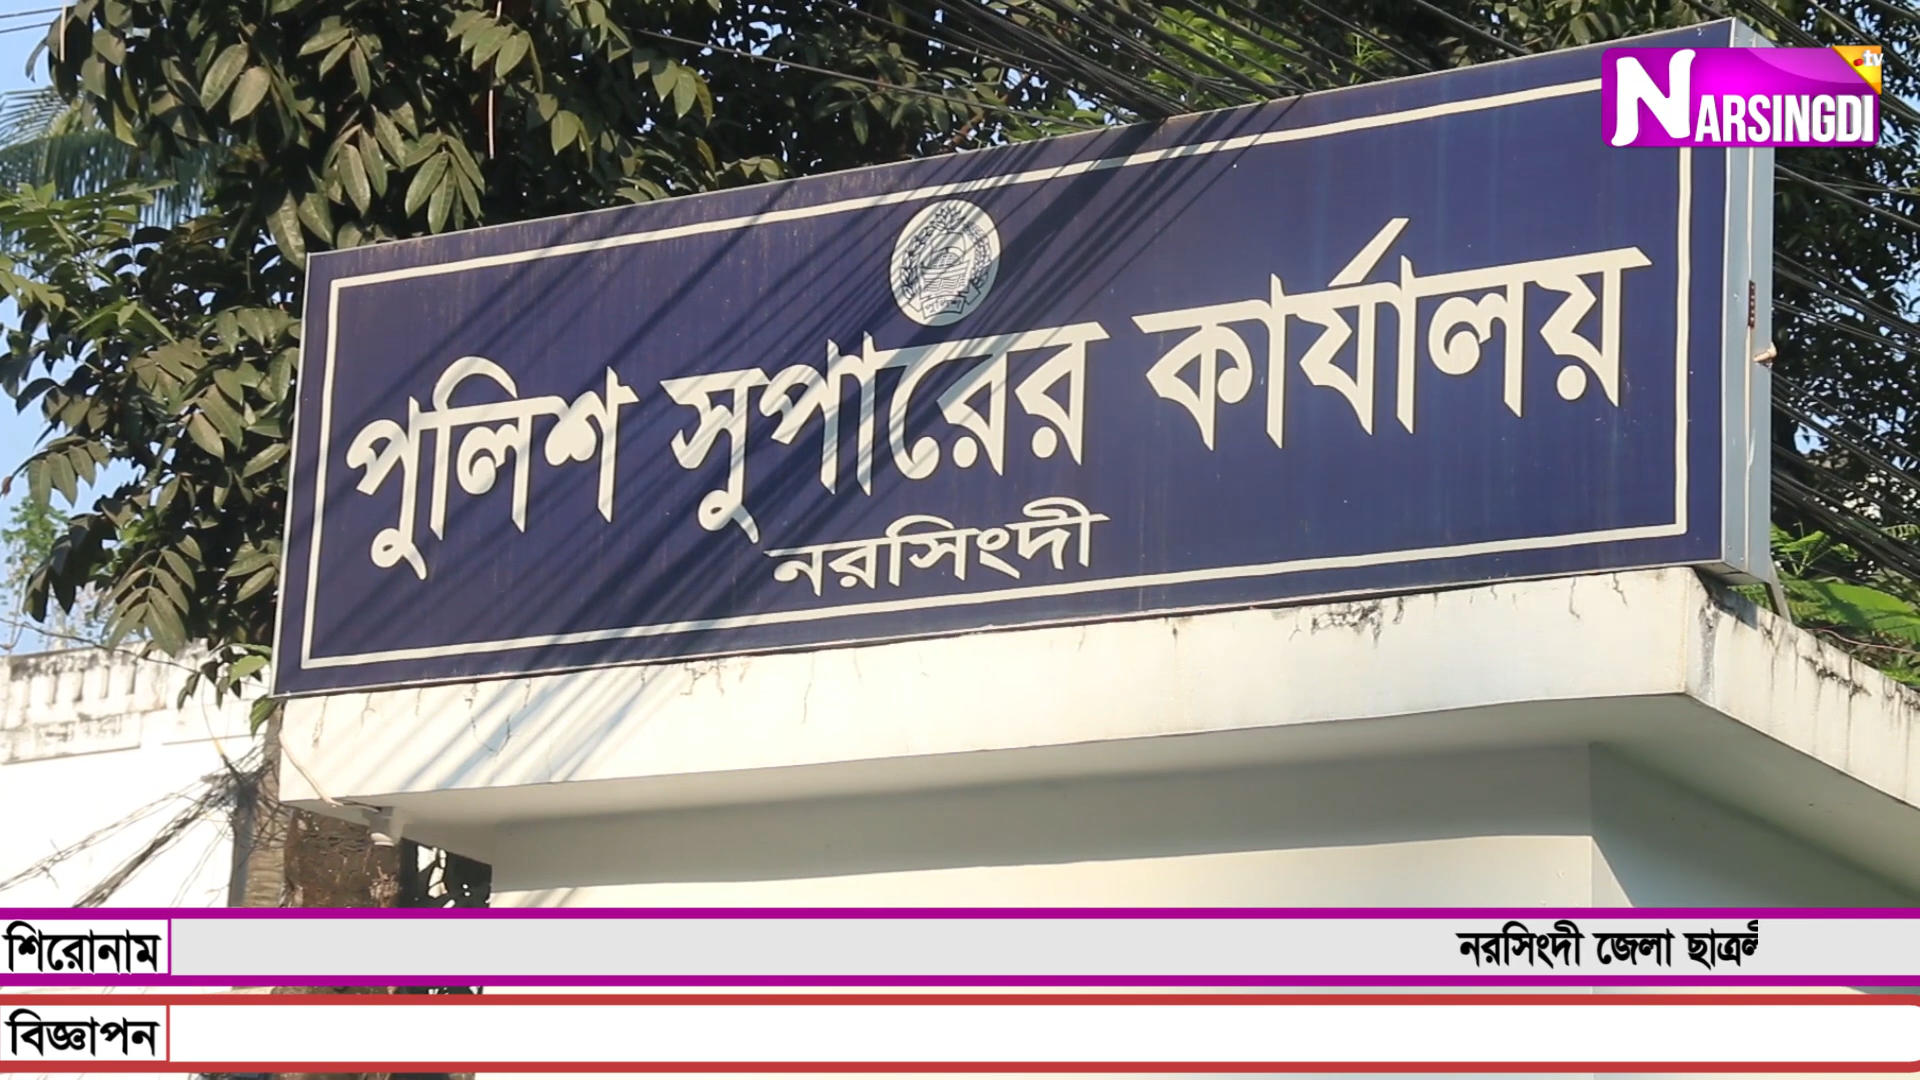 NARSINGDI
.tv
পুলিশ সুপারের কার্যালয়
নরসিংদী
শিরোনাম
নরসিংদী জেলা
বিজ্ঞাপন